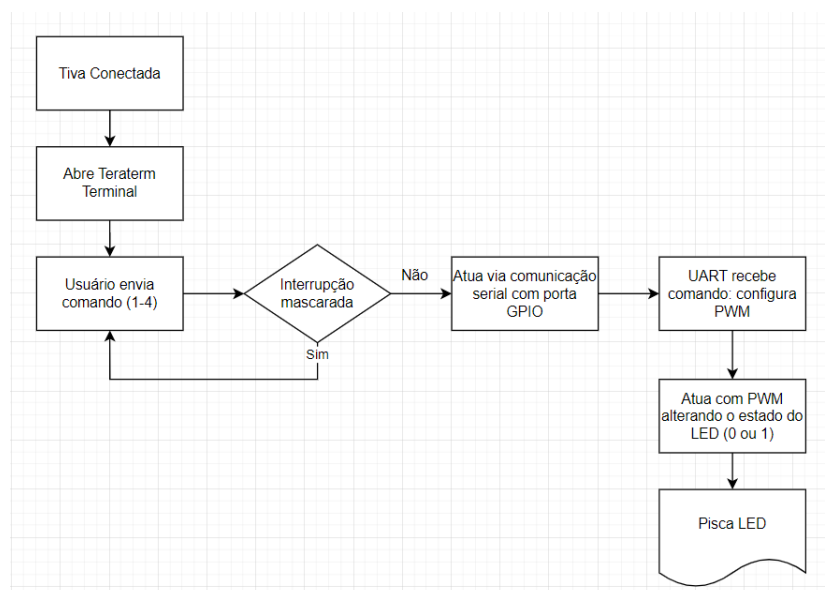 Tiva Conectada
Abre Teraterm
Terminal
Usuário envia
comando (1-4)
Interrupção
mascarada
Sim
Não
Atua via comunicação
serial com porta
GPIO
UART recebe
comando: configura
PWM
Atua com PWM
alterando o estado do
LED (0 ou 1)
Pisca LED